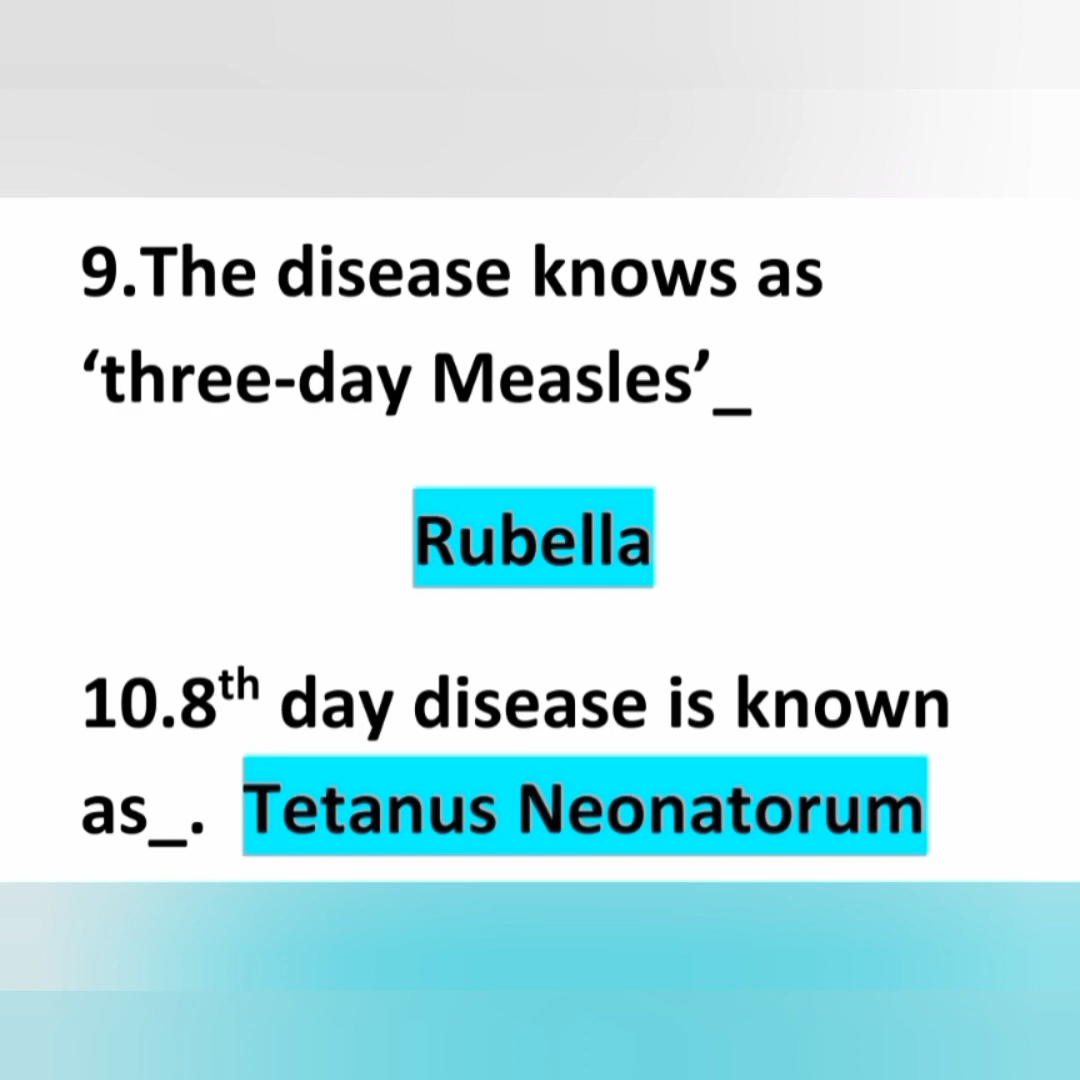 9.The disease knows as
‘three-day Measles’_
Rubella
10.8th day disease is known
as_. Tetanus Neonatorum